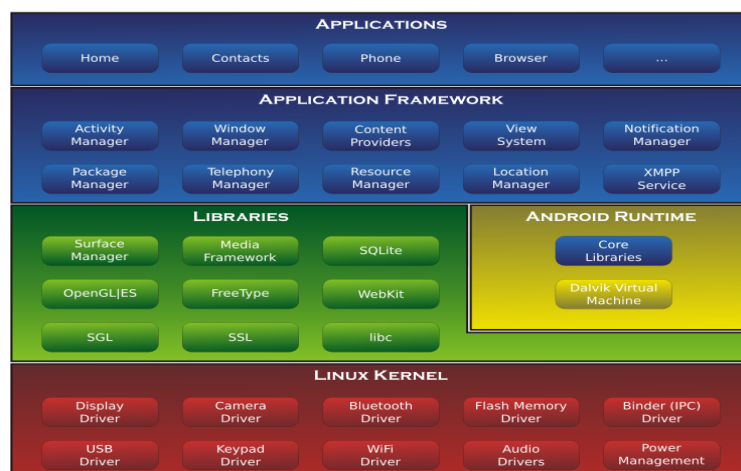 APPLICATIONS
Home Contacts Phone Browser ...
APPLICATION FRAMEWORK
Activity Manager Window Manager Content Providers View System Notification Manager
Package Manager Telephony Manager Resource Manager Location Manager XMPP Service
LIBRARIES
Surface Manager Media Framework SQLite
OpenGL|ES FreeType WebKit
SGL SSL libc
ANDROID RUNTIME
Core Libraries
Dalvik Virtual Machine
LINUX KERNEL
Display Driver Camera Driver Bluetooth Driver Flash Memory Driver Binder (IPC) Driver
USB Driver Keypad Driver WiFi Driver Audio Drivers Power Management